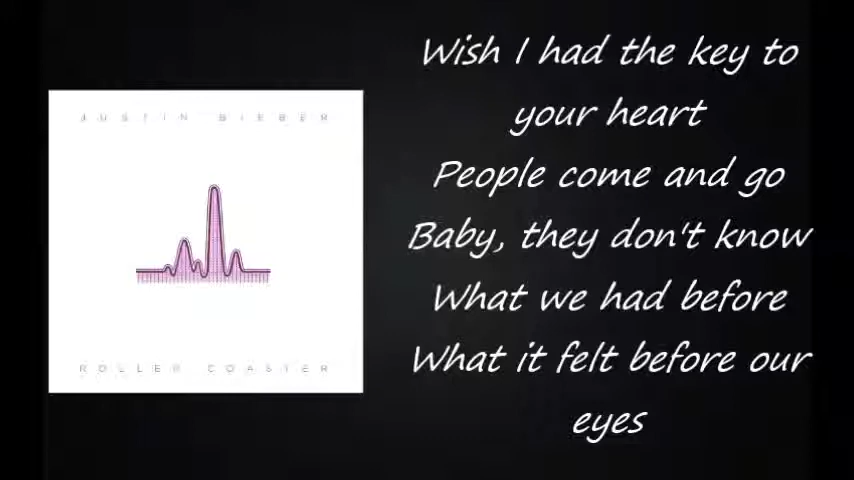 JUSTIN BIEBER
ROLLER COASTER
Wish I had the key to
your heart
People come and go
Baby, they don't know
What we had before
What it felt before our
eyes